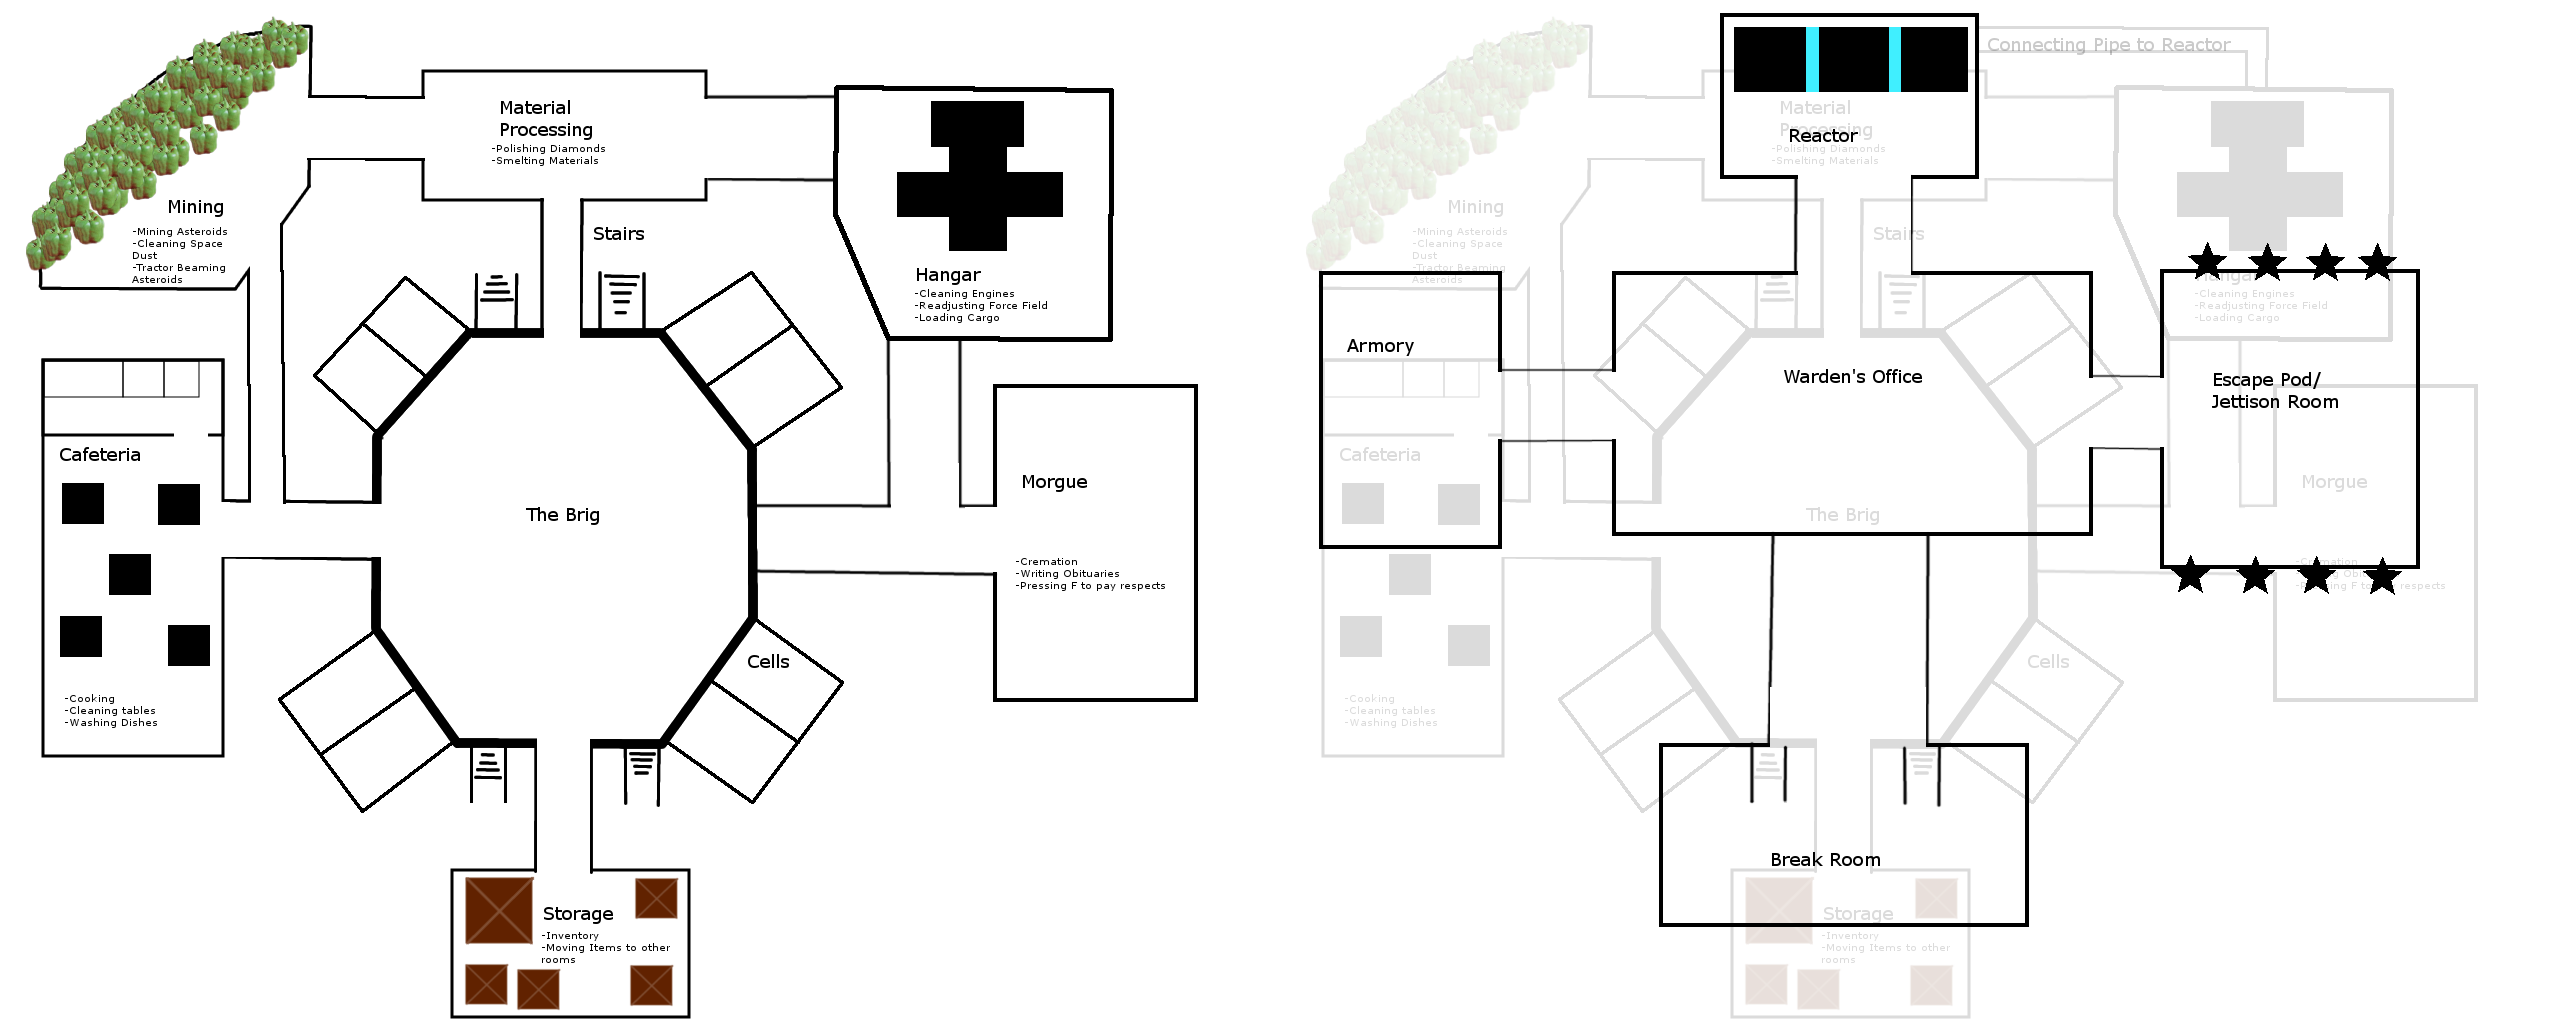 Material
Processing
-Polishing Diamonds
-Smelting Materials
Mining
-Mining Asteroids
-Cleaning Space
Dust
-Tractor Beaming
Asteroids
Stairs
Hangar
-Cleaning Engines
-Readjusting Force Field
-Loading Cargo
Cafeteria
-Cooking
-Cleaning tables
-Washing Dishes
The Brig
Morgue
-Cremation
-Writing Obituaries
-Pressing F to pay respects
Cells
Storage
-Inventory
-Moving Items to other
rooms
Connecting Pipe to Reactor
Material
Processing
Reactor
-Polishing Diamonds
-Smelting Materials
Mining
-Mining Asteroids
-Cleaning Space
Dust
-Tractor Beaming
Asteroids
Stairs
Hangar
-Cleaning Engines
-Readjusting Force Field
-Loading Cargo
Armory
Warden's Office
Escape Pod/
Jettison Room
Cafeteria
-Cooking
-Cleaning tables
-Washing Dishes
The Brig
Morgue
-Cremation
respects
Cells
Break Room
Storage
-Inventory
-Moving Items to other
rooms